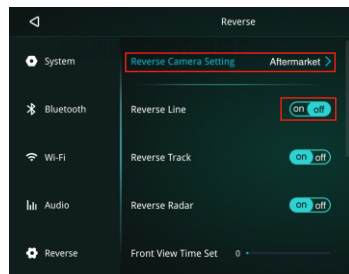 Reverse
System
Reverse Camera Setting Aftermarket >
Bluetooth
Reverse Line on off
Wi-Fi
Reverse Track on off
Audio
Reverse Radar on off
Reverse
Front View Time Set 0